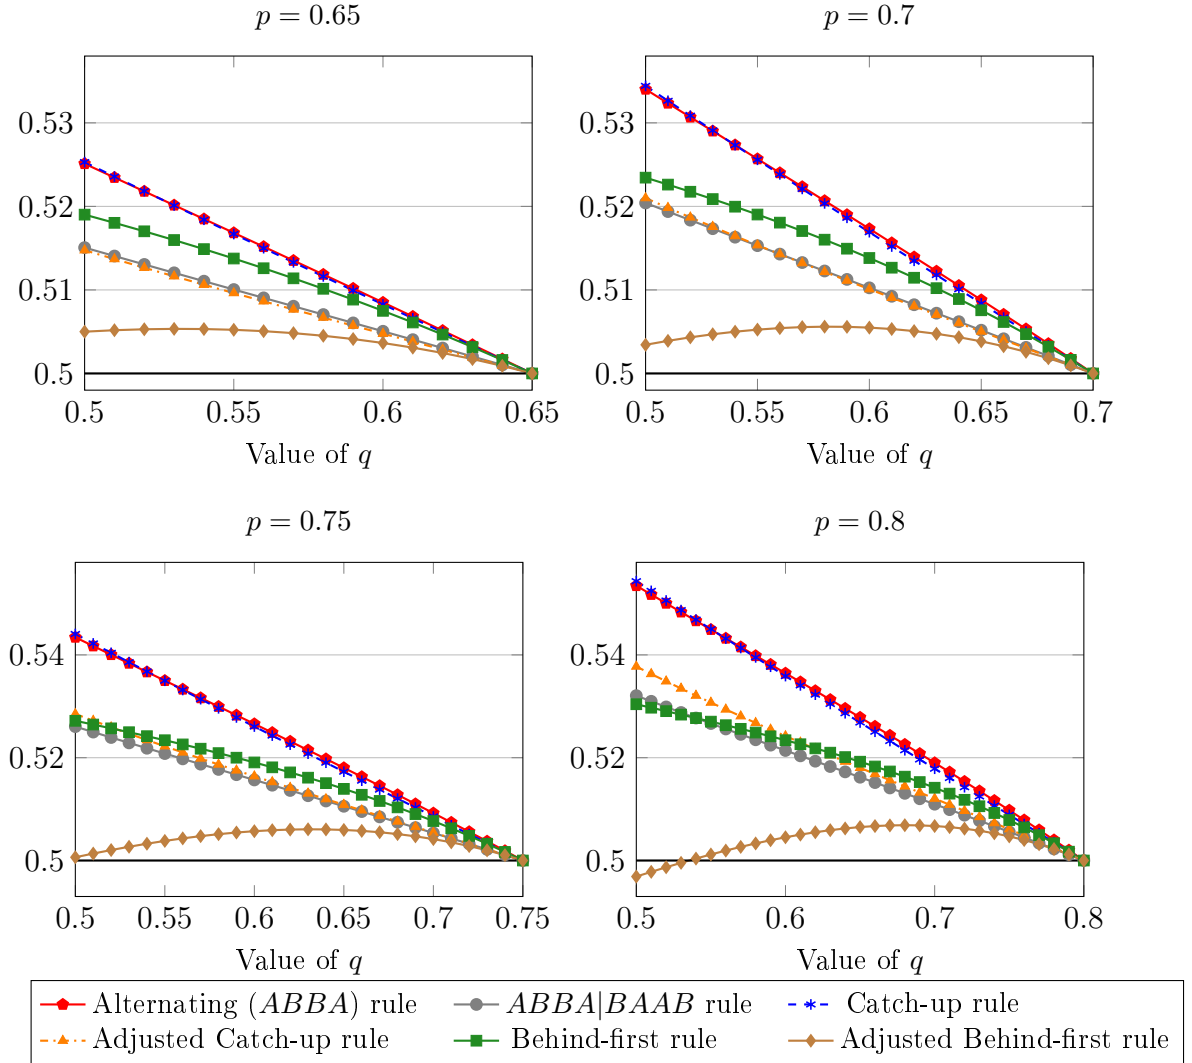 p = 0.65
p = 0.7
0.53
0.52
0.51
0.5
0.5 0.55 0.6 0.65
Value of q
0.53
0.52
0.51
0.5
0.5 0.55 0.6 0.65 0.7
Value of q
p = 0.75
p = 0.8
0.54
0.52
0.5
0.5 0.55 0.6 0.65 0.7 0.75
Value of q
0.54
0.52
0.5
0.5 0.6 0.7 0.8
Value of q
Alternating (ABBA) rule ABBA|BAAB rule Catch-up rule
Adjusted Catch-up rule Behind-first rule Adjusted Behind-first rule